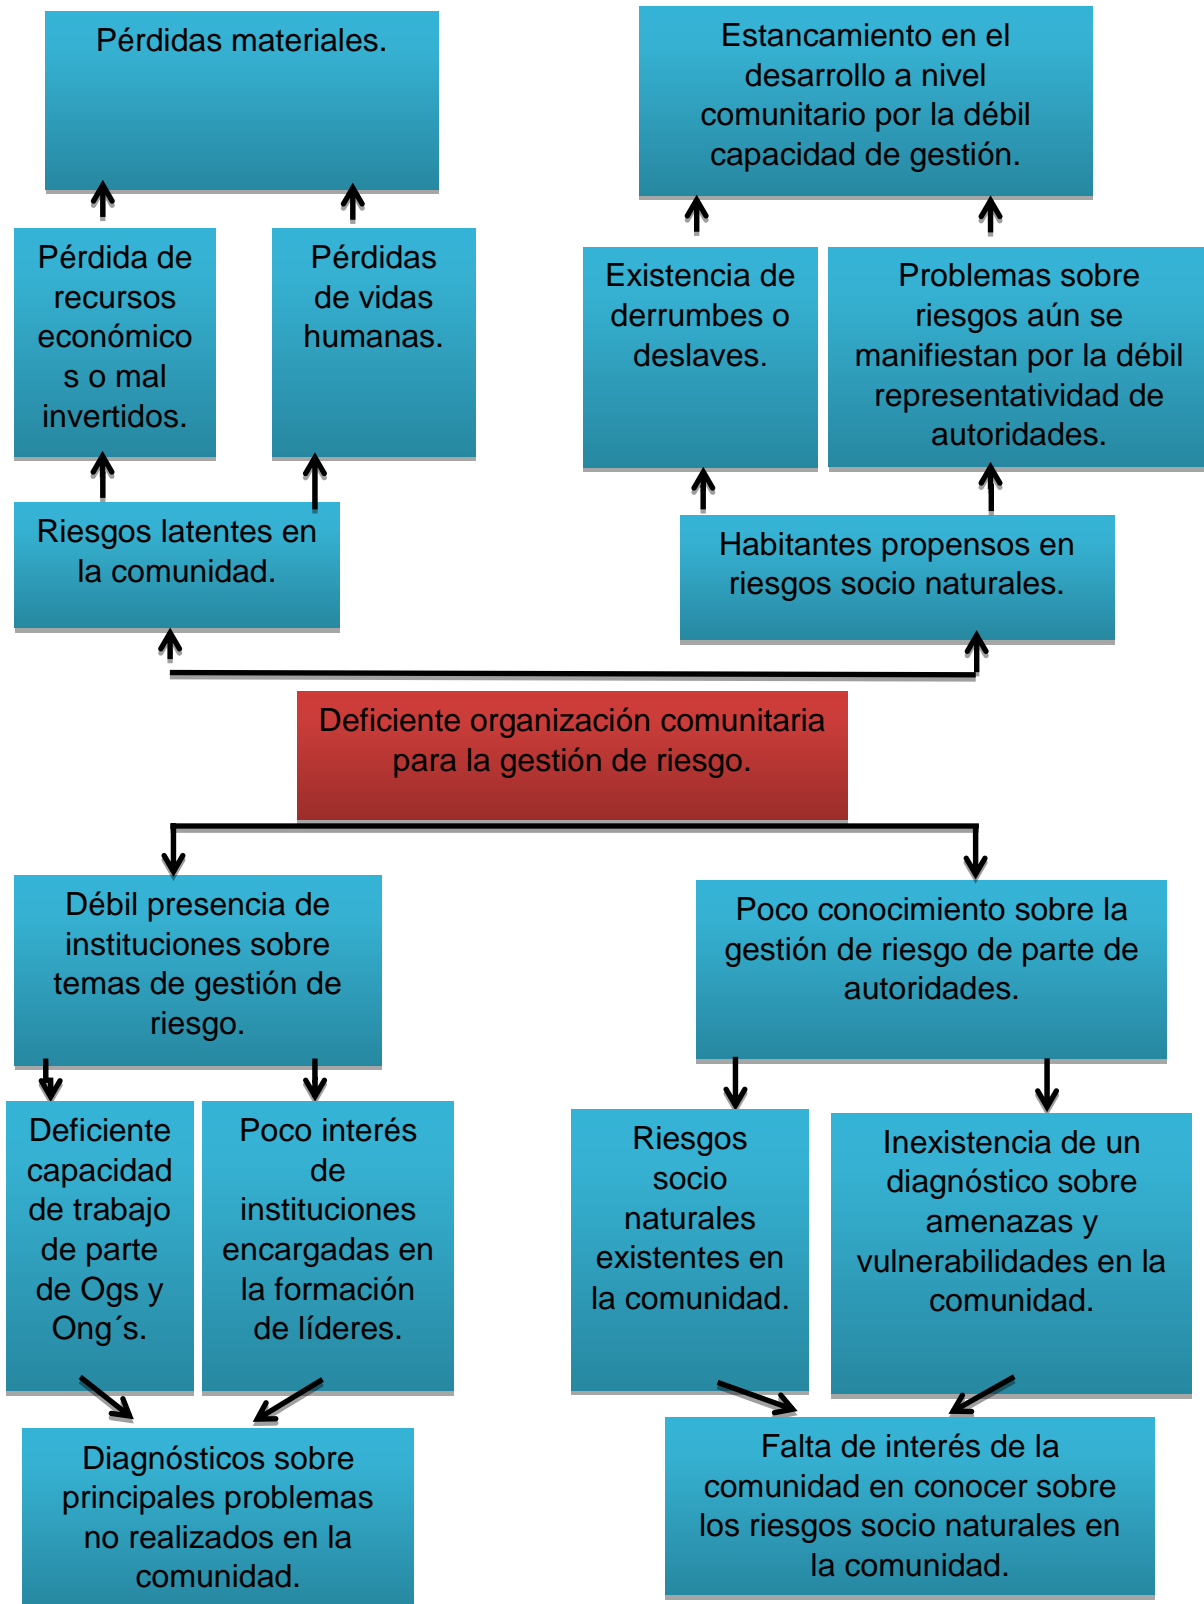 Pérdidas materiales.
Estancamiento en el
desarrollo a nivel
comunitario por la débil
capacidad de gestión.
Pérdida de
recursos
económico
s o mal
invertidos.
Pérdidas
de vidas
humanas.
Existencia de
derrumbes o
deslaves.
Problemas sobre
riesgos aún se
manifiestan por la débil
representatividad de
autoridades.
Riesgos latentes en
la comunidad.
Habitantes propensos en
riesgos socio naturales.
Deficiente organización comunitaria
para la gestión de riesgo.
Débil presencia de
instituciones sobre
temas de gestión de
riesgo.
Poco conocimiento sobre la
gestión de riesgo de parte de
autoridades.
Deficiente
capacidad
de trabajo
de parte
de Ogs y
Ong´s.
Poco interés
de
instituciones
encargadas en
la formación
de líderes.
Riesgos
socio
naturales
existentes en
la comunidad.
Inexistencia de un
diagnóstico sobre
amenazas y
vulnerabilidades en la
comunidad.
Diagnósticos sobre
principales problemas
no realizados en la
comunidad.
Falta de interés de la
comunidad en conocer sobre
los riesgos socio naturales en
la comunidad.